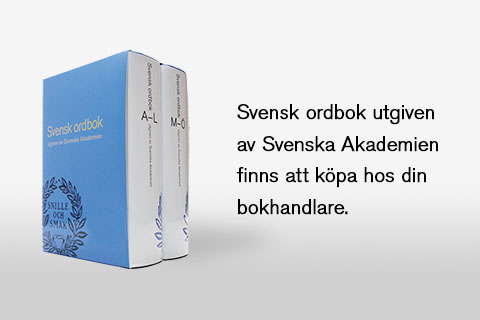 Svensk ordbok
utgiven av Svenska Akademien
SNILLE
OCH
SMAK
Svensk ordbok
A–L
utgiven av Svenska Akademien
Svensk ordbok
M–Ö
utgiven av Svenska Akademien
Svensk ordbok utgiven
av Svenska Akademien
finns att köpa hos din
bokhandlare.